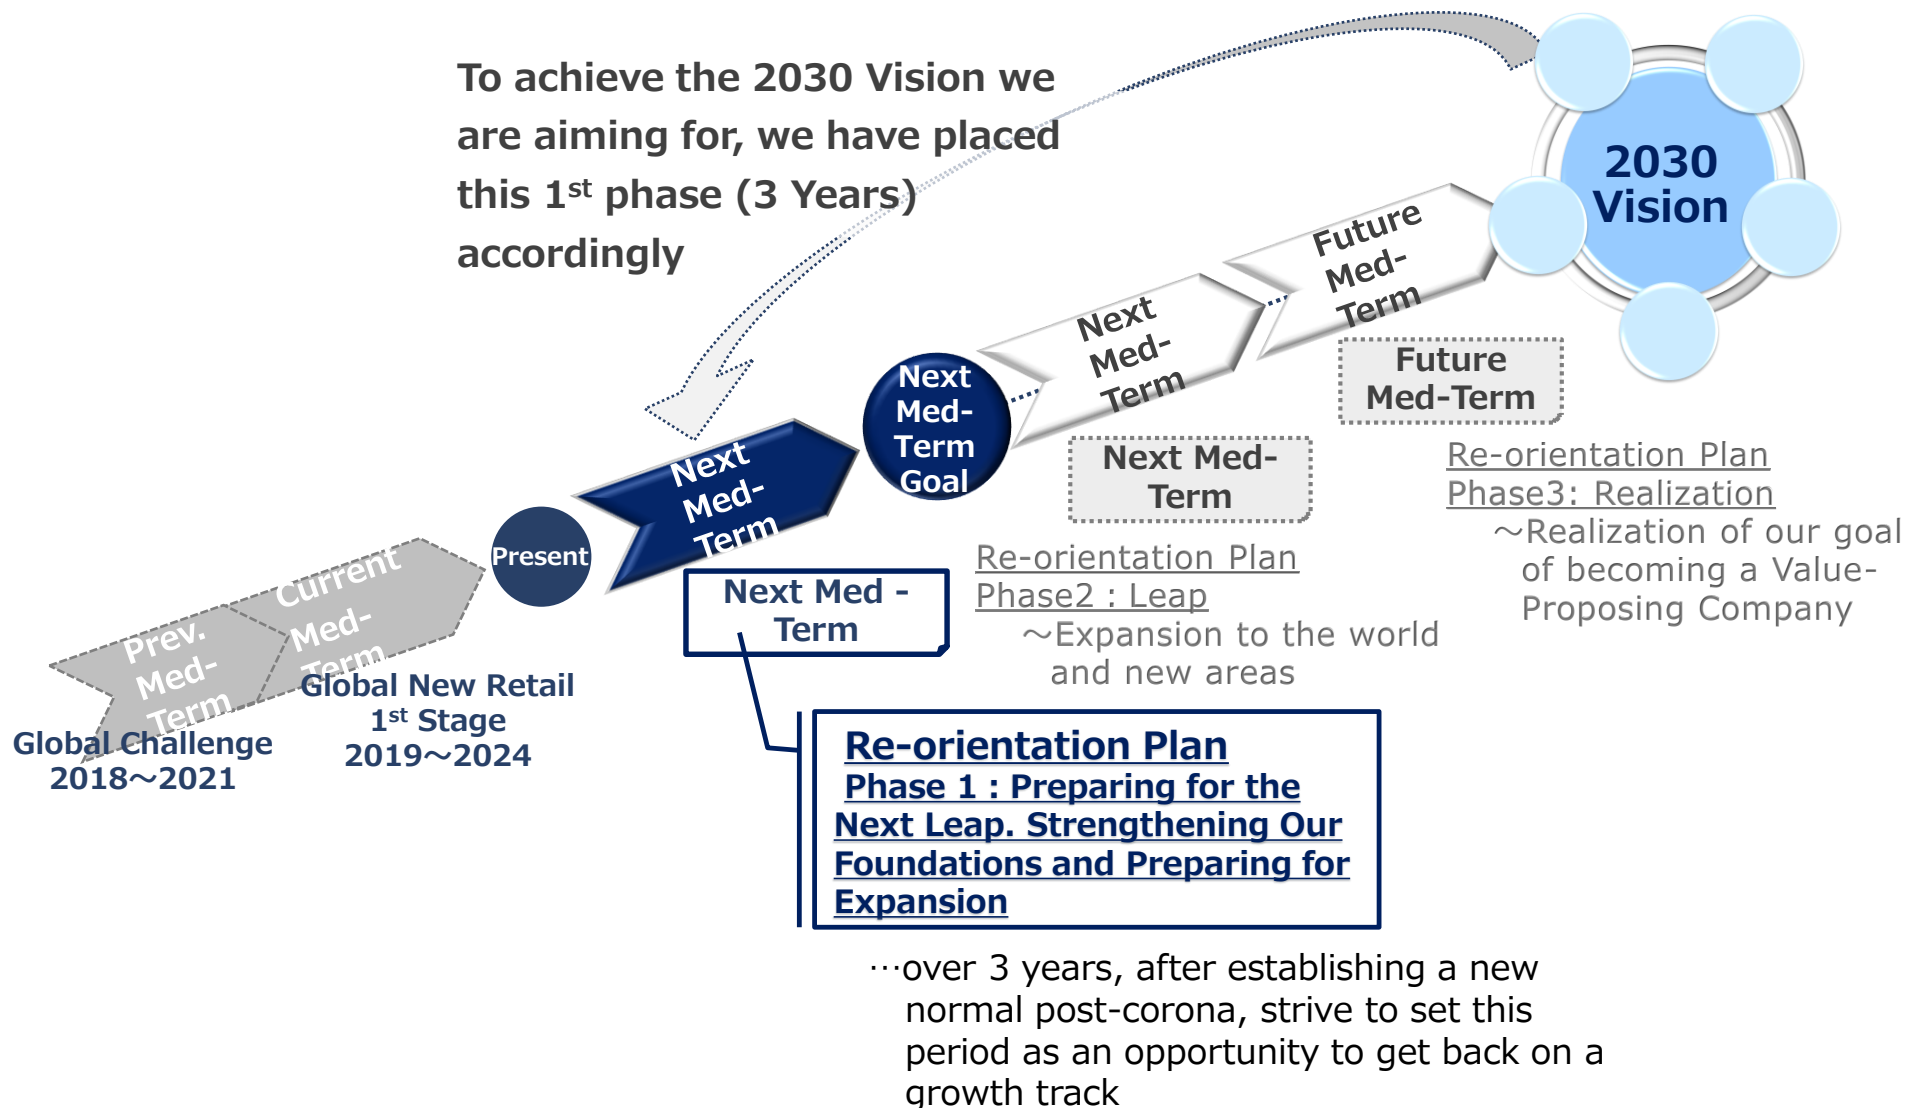 To achieve the 2030 Vision we
are aiming for, we have placed
this 1st phase (3 Years)
accordingly
2030
Vision
Future
Med-
Term
Next
Med-
Term
Future
Med-Term
Next
Med-
Term
Goal
Next Med-
Term
Re-orientation Plan
Phase3: Realization
～Realization of our goal
of becoming a Value-
Proposing Company
Next
Med-
Term
Present
Re-orientation Plan
Phase2 : Leap
～Expansion to the world
and new areas
Next Med -
Term
Current
Med-
Term
Prev.
Med-
Term
Global New Retail
1st Stage
2019～2024
Global Challenge
2018～2021
Re-orientation Plan
Phase 1 : Preparing for the
Next Leap. Strengthening Our
Foundations and Preparing for
Expansion
…over 3 years, after establishing a new
normal post-corona, strive to set this
period as an opportunity to get back on a
growth track